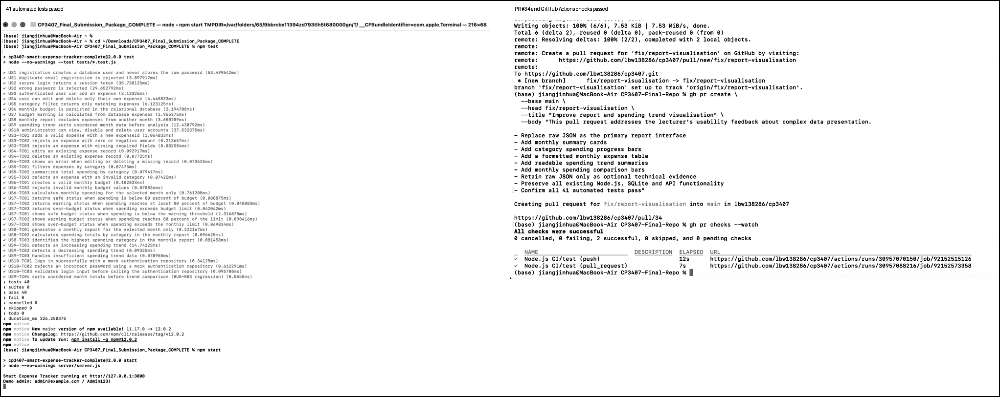 41 automated tests passed
CP3407_Final_Submission_Package_COMPLETE — node ◂ npm start TMPDIR=/var/folders/65/9bbrcbx11394zd793tlh5t680000gn/T/ __CFBundleIdentifier=com.apple.Terminal — 216×68
(base) jiangjinhua@MacBook-Air ~ %
(base) jiangjinhua@MacBook-Air ~ % cd ~/Downloads/CP3407_Final_Submission_Package_COMPLETE
(base) jiangjinhua@MacBook-Air CP3407_Final_Submission_Package_COMPLETE % npm test
> cp3407-smart-expense-tracker-complete@2.0.0 test
> node --no-warnings --test tests/*.test.js
✔ US1 registration creates a database user and never stores the raw password (53.499542ms)
✔ US1 duplicate email registration is rejected (3.897917ms)
✔ US2 secure login returns a session token (35.738125ms)
✔ US2 wrong password is rejected (29.652792ms)
✔ US3 authenticated user can add an expense (3.13325ms)
✔ US4 user can edit and delete only their own expense (4.445833ms)
✔ US5 category filter returns only matching expenses (6.123125ms)
✔ US6 monthly budget is persisted in the relational database (2.194708ms)
✔ US7 budget warning is calculated from database expenses (1.955375ms)
✔ US8 monthly report excludes expenses from another month (3.650209ms)
✔ US9 spending trend sorts unordered month data before analysis (12.430792ms)
✔ US10 administrator can view, disable and delete user accounts (37.532375ms)
✔ US3-TC01 adds a valid expense with a new expenseId (1.064833ms)
✔ US3-TC02 rejects an expense with zero or negative amount (0.213667ms)
✔ US3-TC03 rejects an expense with missing required fields (0.082584ms)
✔ US4-TC01 edits an existing expense record (0.092917ms)
✔ US4-TC02 deletes an existing expense record (0.07725ms)
✔ US4-TC03 shows an error when editing or deleting a missing record (0.073625ms)
✔ US5-TC01 filters expenses by category (0.07475ms)
✔ US5-TC02 summarizes total spending by category (0.079417ms)
✔ US5-TC03 rejects an expense with an invalid category (0.07425ms)
✔ US6-TC01 creates a valid monthly budget (0.102833ms)
✔ US6-TC02 rejects invalid monthly budget values (0.070834ms)
✔ US6-TC03 calculates monthly spending for the selected month only (0.761208ms)
✔ US7-TC01 returns safe status when spending is below 80 percent of budget (0.088875ms)
✔ US7-TC02 returns warning status when spending reaches at least 80 percent of budget (0.048083ms)
✔ US7-TC03 returns over-budget status when spending exceeds budget limit (0.042042ms)
✔ US7-TC01 shows safe budget status when spending is below the warning threshold (2.316875ms)
✔ US7-TC02 shows warning budget status when spending reaches 80 percent of the limit (0.090416ms)
✔ US7-TC03 shows over-budget status when spending exceeds the monthly limit (0.069834ms)
✔ US8-TC01 generates a monthly report for the selected month only (0.222167ms)
✔ US8-TC02 calculates spending totals by category in the monthly report (0.096625ms)
✔ US8-TC03 identifies the highest spending category in the monthly report (0.081458ms)
✔ US9-TC01 detects an increasing spending trend (14.74225ms)
✔ US9-TC02 detects a decreasing spending trend (0.09325ms)
✔ US9-TC03 handles insufficient spending trend data (0.070958ms)
✔ US10-TC01 logs in successfully with a mock authentication repository (0.34125ms)
✔ US10-TC02 rejects an incorrect password using a mock authentication repository (0.612291ms)
✔ US10-TC03 validates login input before calling the authentication repository (0.095708ms)
✔ US9-TC04 sorts unordered month totals before trend comparison (BUG-003 regression) (0.0555ms)
ℹ tests 40
ℹ suites 0
ℹ pass 40
ℹ fail 0
ℹ cancelled 0
ℹ skipped 0
ℹ todo 0
ℹ duration_ms 326.250375
npm notice
npm notice New major version of npm available! 11.17.0 -> 12.0.2
npm notice Changelog: https://github.com/npm/cli/releases/tag/v12.0.2
npm notice To update run: npm install -g npm@12.0.2
npm notice
(base) jiangjinhua@MacBook-Air CP3407_Final_Submission_Package_COMPLETE % npm start
> cp3407-smart-expense-tracker-complete@2.0.0 start
> node --no-warnings server/server.js
Smart Expense Tracker running at http://127.0.0.1:3000
Demo admin: admin@example.com / Admin123!
PR #34 and GitHub Actions checks passed
Writing objects: 100% (6/6), 7.53 KiB | 7.53 MiB/s, done.
Total 6 (delta 2), reused 0 (delta 0), pack-reused 0 (from 0)
remote: Resolving deltas: 100% (2/2), completed with 2 local objects.
remote:
remote: Create a pull request for 'fix/report-visualisation' on GitHub by visiting:
remote:      https://github.com/lbw138286/cp3407/pull/new/fix/report-visualisation
remote:
To https://github.com/lbw138286/cp3407.git
 * [new branch]      fix/report-visualisation -> fix/report-visualisation
branch 'fix/report-visualisation' set up to track 'origin/fix/report-visualisation'.
(base) jiangjinhua@MacBook-Air CP3407-Final-Repo % gh pr create \
  --base main \
  --head fix/report-visualisation \
  --title "Improve report and spending trend visualisation" \
  --body "This pull request addresses the lecturer's usability feedback about complex data presentation.
- Replace raw JSON as the primary report interface
- Add monthly summary cards
- Add category spending progress bars
- Add a formatted monthly expense table
- Add readable spending trend summaries
- Add monthly spending comparison bars
- Retain raw JSON only as optional technical evidence
- Preserve all existing Node.js, SQLite and API functionality
- Confirm all 41 automated tests pass"
Creating pull request for fix/report-visualisation into main in lbw138286/cp3407
https://github.com/lbw138286/cp3407/pull/34
(base) jiangjinhua@MacBook-Air CP3407-Final-Repo % gh pr checks --watch
All checks were successful
0 cancelled, 0 failing, 2 successful, 0 skipped, and 0 pending checks
NAME DESCRIPTION ELAPSED URL
✓ Node.js CI/test (push) 12s https://github.com/lbw138286/cp3407/actions/runs/30957070150/job/92152515126
✓ Node.js CI/test (pull_request) 7s https://github.com/lbw138286/cp3407/actions/runs/30957088216/job/92152573358
(base) jiangjinhua@MacBook-Air CP3407-Final-Repo %